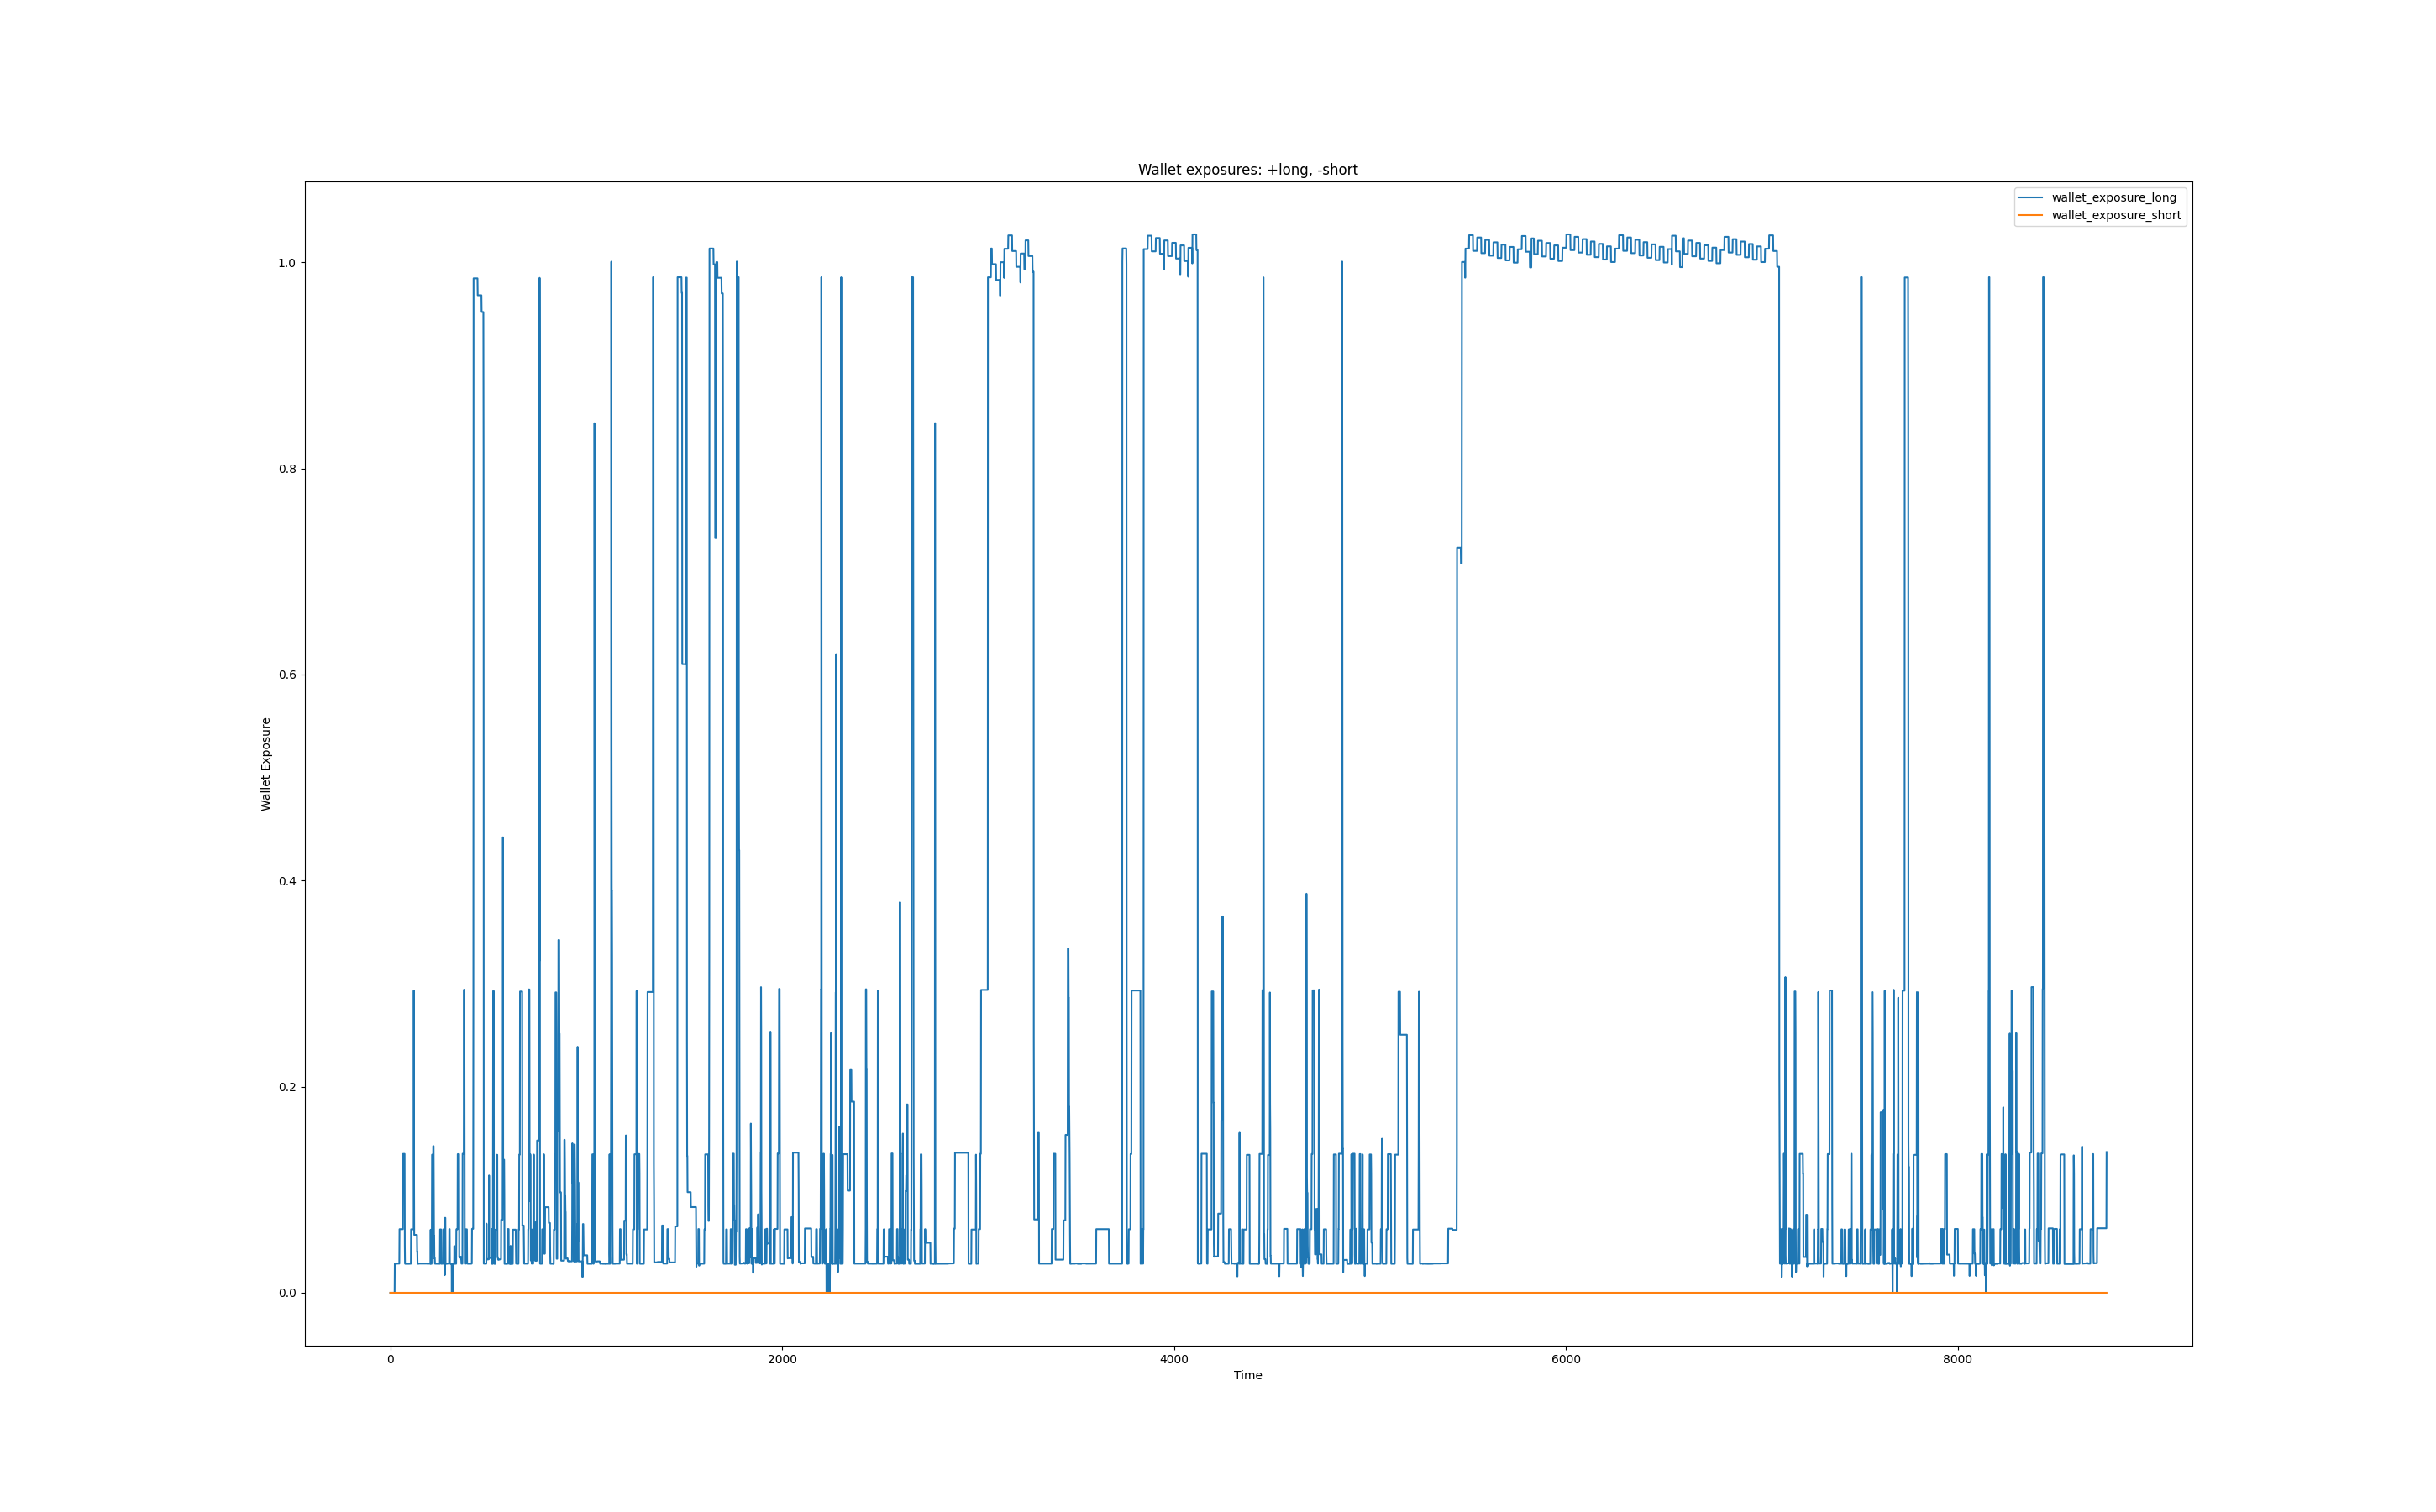 Wallet exposures: +long, -short
wallet_exposure_long
wallet_exposure_short
1.0
0.8
0.6
0.4
0.2
0.0
Wallet Exposure
0 2000 4000 6000 8000
Time